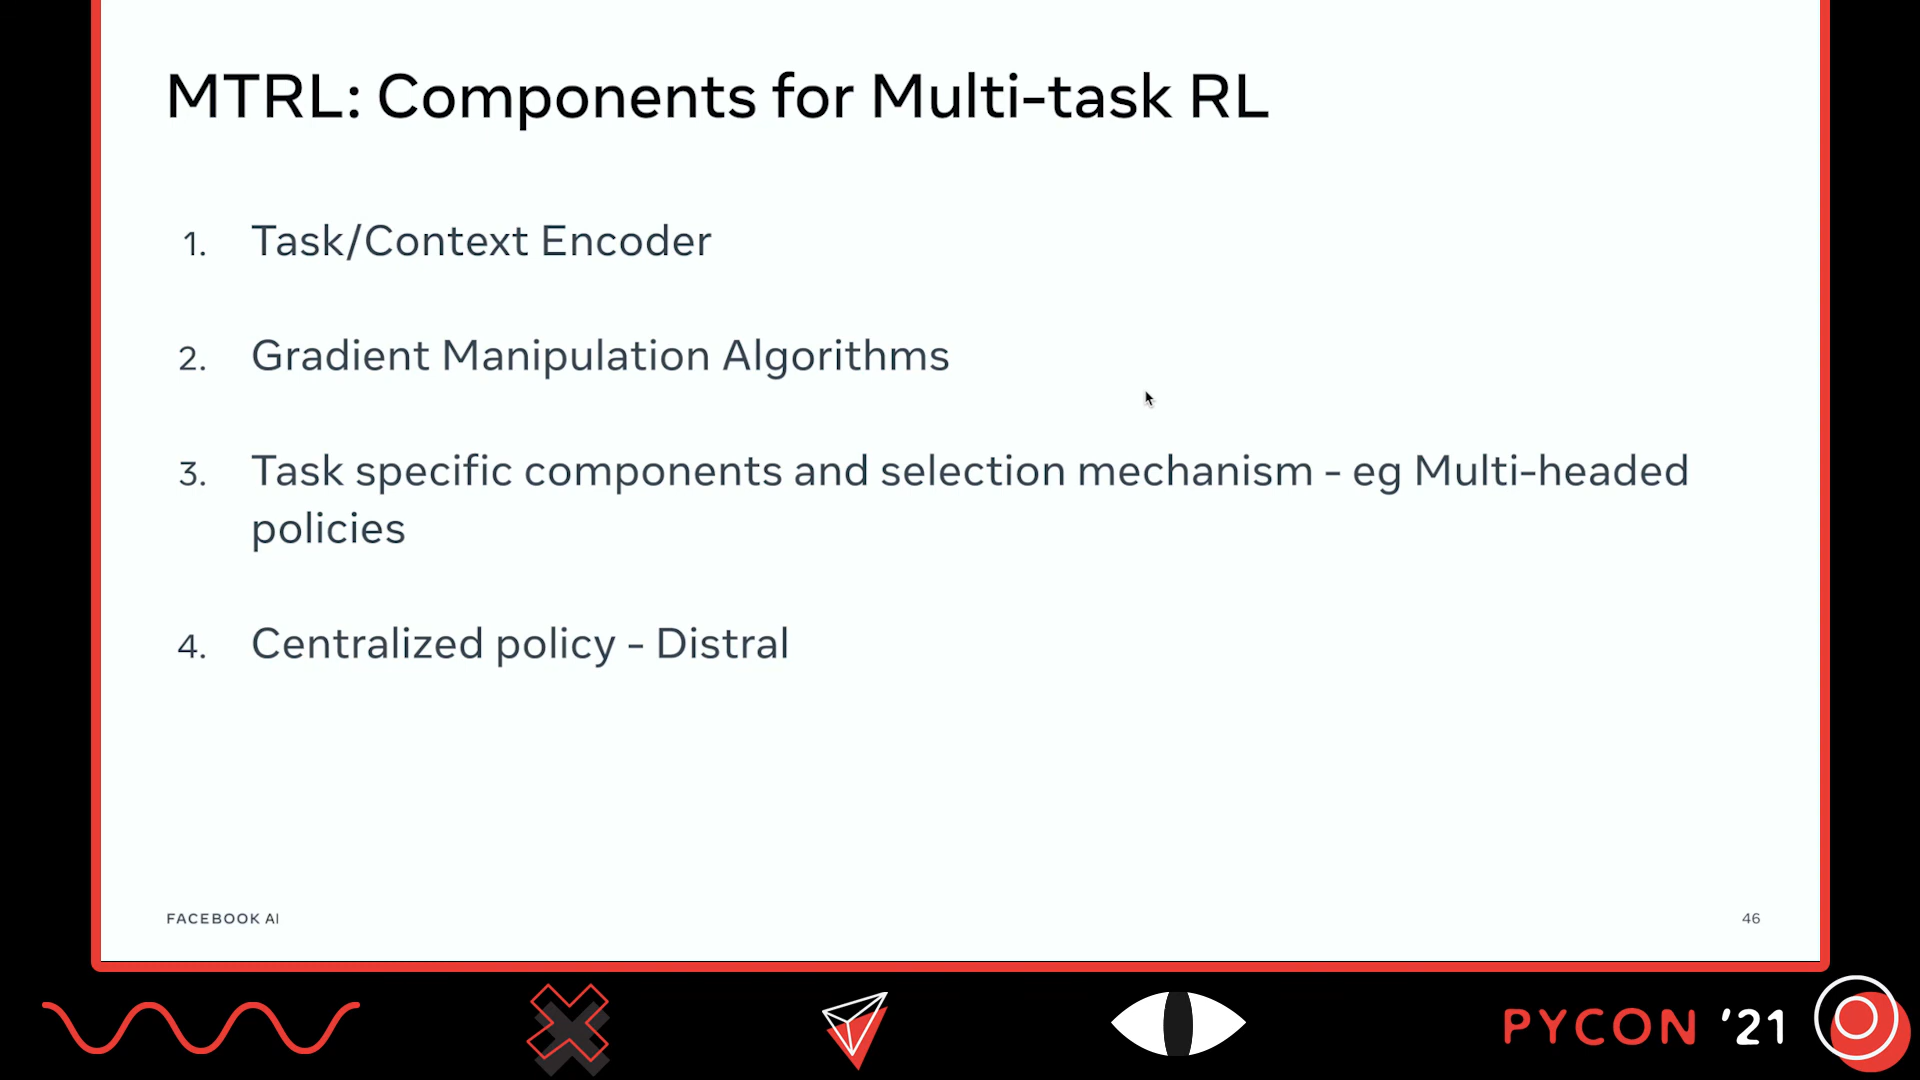 MTRL: Components for Multi-task RL
1. Task/Context Encoder
2. Gradient Manipulation Algorithms
3. Task specific components and selection mechanism - eg Multi-headed
policies
4. Centralized policy - Distral
FACEBOOK AI
46
PYCON '21